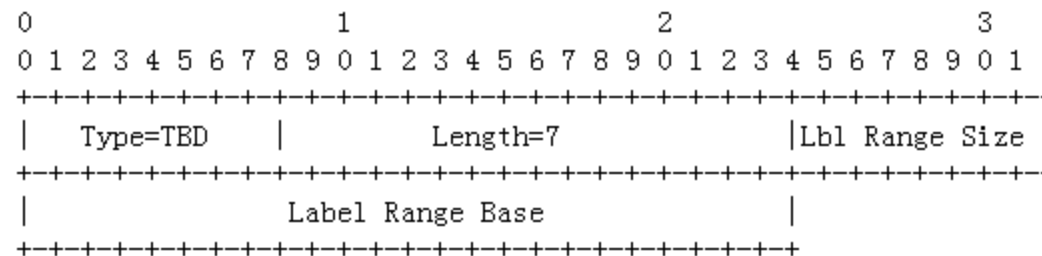 0                   1                   2                   3
0 1 2 3 4 5 6 7 8 9 0 1 2 3 4 5 6 7 8 9 0 1 2 3 4 5 6 7 8 9 0 1
+-+-+-+-+-+-+-+-+-+-+-+-+-+-+-+-+-+-+-+-+-+-+-+-+-+-+-+-+-+-+-+-
|   Type=TBD    |         Length=7              |Lbl Range Size
+-+-+-+-+-+-+-+-+-+-+-+-+-+-+-+-+-+-+-+-+-+-+-+-+-+-+-+-+-+-+-+-
|                Label Range Base               |
+-+-+-+-+-+-+-+-+-+-+-+-+-+-+-+-+-+-+-+-+-+-+-+-+